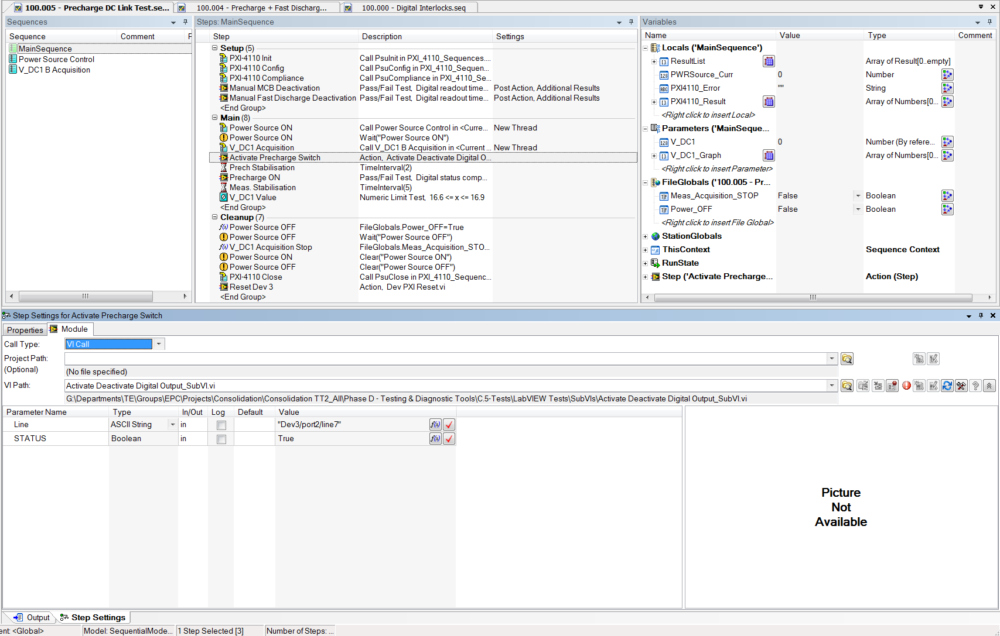 100.005 - Precharge DC Link Test.se...
100.004 - Precharge + Fast Discharg...
100.000 - Digital Interlocks.seq
Sequences
Sequence Comment
MainSequence
Power Source Control
V_DC1 B Acquisition
Steps: MainSequence
Step Description Settings
Setup (5)
PXI-4110 Init Call PsuInit in PXI_4110_Sequences....
PXI-4110 Config Call PsuConfig in PXI_4110_Sequen...
PXI-4110 Compliance Call PsuCompliance in PXI_4110_Se...
Manual MCB Deactivation Pass/Fail Test, Digital readout time... Post Action, Additional Results
Manual Fast Discharge Deactivation Pass/Fail Test, Digital readout time... Post Action, Additional Results
<End Group>
Main (8)
Power Source ON Call Power Source Control in <Curre... New Thread
Power Source ON Wait("Power Source ON")
V_DC1 Acquisition Call V_DC1 B Acquisition in <Current ... New Thread
Activate Precharge Switch Action, Activate Deactivate Digital O...
Prech Stabilisation TimeInterval(2)
Precharge ON Pass/Fail Test, Digital status comp...
Meas. Stabilisation TimeInterval(5)
V_DC1 Value Numeric Limit Test, 16.6 <= x <= 16.9
<End Group>
Cleanup (7)
Power Source OFF FileGlobals.Power_OFF=True
Power Source OFF Wait("Power Source OFF")
V_DC1 Acquisition Stop FileGlobals.Meas_Acquisition_STO...
Power Source ON Clear("Power Source ON")
Power Source OFF Clear("Power Source OFF")
PXI-4110 Close Call PsuClose in PXI_4110_Sequenc...
Reset Dev 3 Action, Dev PXI Reset.vi
<End Group>
Variables
Name Value Type Comment
Locals ('MainSequence')
ResultList Array of Result[0..empty]
PWRSource_Curr 0 Number
PXI4110_Error "" String
PXI4110_Result Array of Numbers[0...
<Right click to insert Local>
Parameters ('MainSeque...
V_DC1 0 Number (By refere...
V_DC1_Graph Array of Numbers[0...
<Right click to insert Parameter>
FileGlobals ('100.005 - Pr...
Meas_Acquisition_STOP False Boolean
Power_OFF False Boolean
<Right click to insert File Global>
StationGlobals
ThisContext Sequence Context
RunState
Step ('Activate Precharge... Action (Step)
Step Settings for Activate Precharge Switch
Properties Module
Call Type: VI Call
Project Path:
(Optional) (No file specified)
VI Path: Activate Deactivate Digital Output_SubVI.vi
G:\Departments\TE\Groups\EPC\Projects\Consolidation\Consolidation TT2_All\Phase D - Testing & Diagnostic Tools\C.5-Tests\LabVIEW Tests\SubVIs\Activate Deactivate Digital Output_SubVI.vi
Parameter Name Type In/Out Log Default Value
Line ASCII String in "Dev3/port2/line7"
STATUS Boolean in True
Picture
Not
Available
Output Step Settings
ent: <Global> Model: SequentialMode... 1 Step Selected [3] Number of Steps: ...